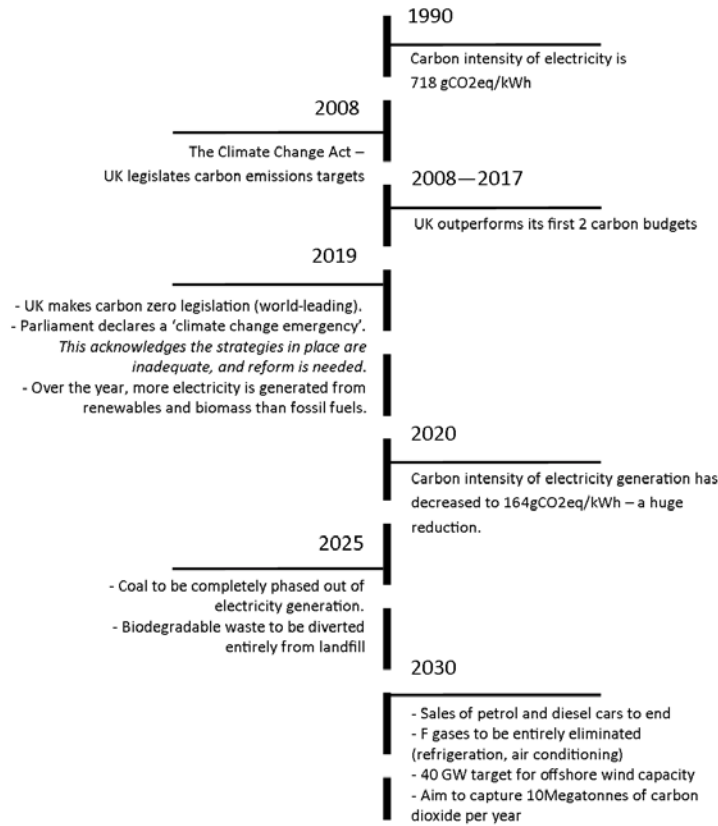 1990
Carbon intensity of electricity is
718 gCO2eq/kWh
2008
The Climate Change Act –
UK legislates carbon emissions targets
2008—2017
UK outperforms its first 2 carbon budgets
2019
- UK makes carbon zero legislation (world-leading).
- Parliament declares a ‘climate change emergency’.
This acknowledges the strategies in place are
inadequate, and reform is needed.
- Over the year, more electricity is generated from
renewables and biomass than fossil fuels.
2020
Carbon intensity of electricity generation has
decreased to 164gCO2eq/kWh – a huge
reduction.
2025
- Coal to be completely phased out of
electricity generation.
- Biodegradable waste to be diverted
entirely from landfill
2030
- Sales of petrol and diesel cars to end
- F gases to be entirely eliminated
(refrigeration, air conditioning)
- 40 GW target for offshore wind capacity
- Aim to capture 10Megatonnes of carbon
dioxide per year